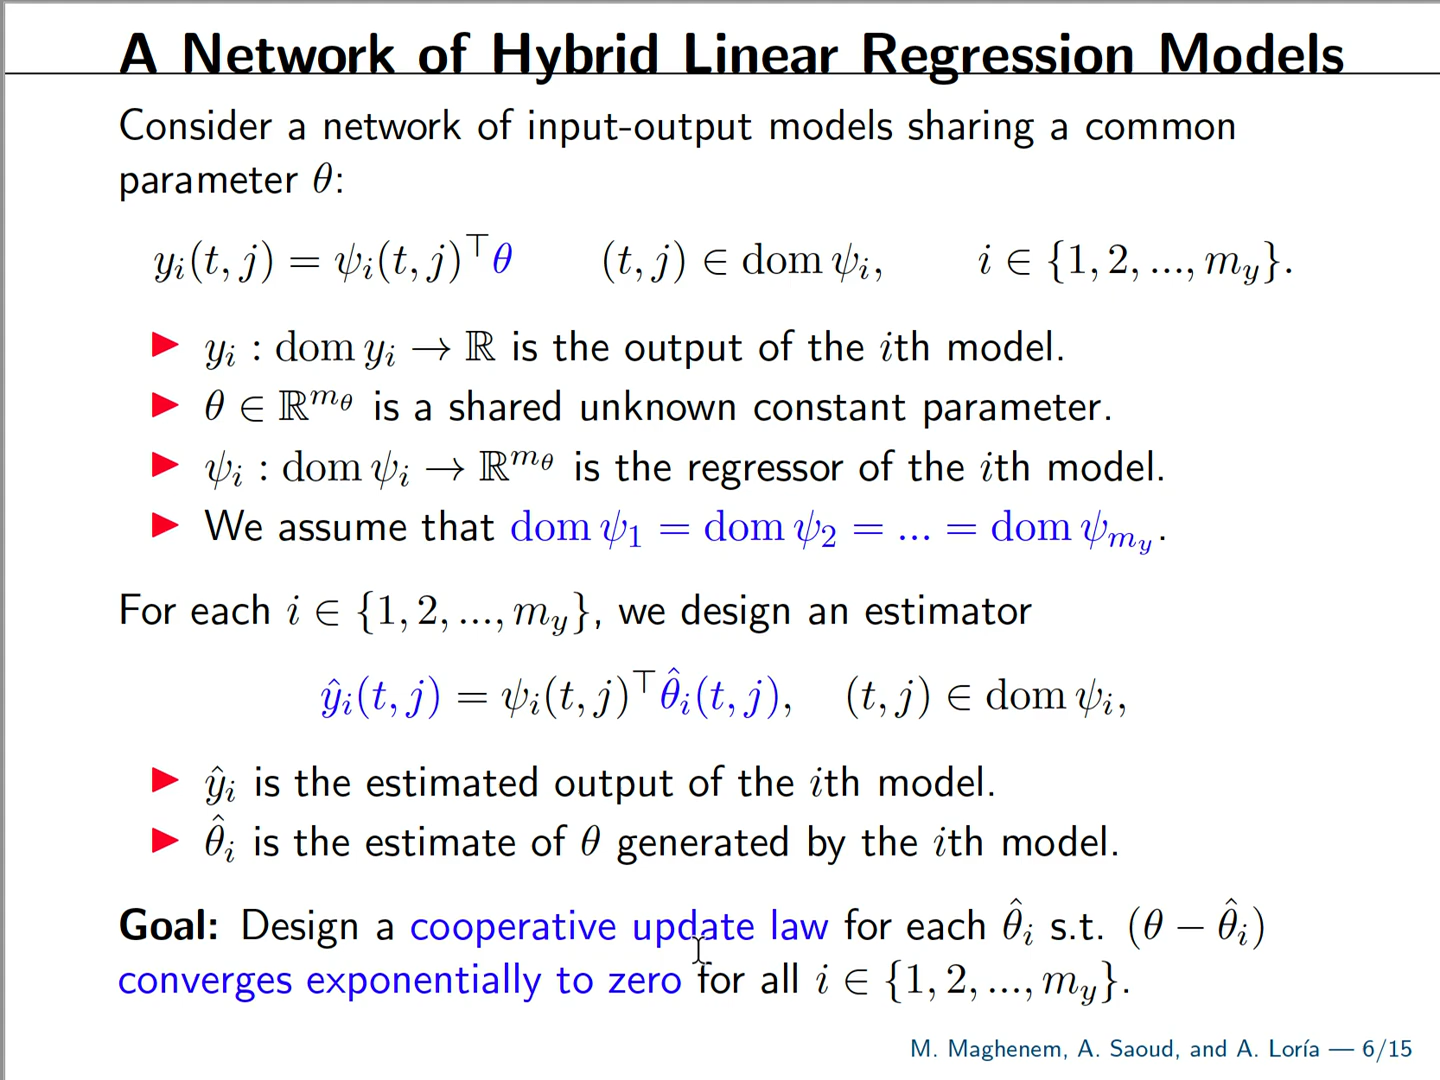 A Network of Hybrid Linear Regression Models
Consider a network of input-output models sharing a common
parameter θ:
yᵢ(t, j) = ψᵢ(t, j)⊤θ (t, j) ∈ dom ψᵢ, i ∈ {1, 2, ..., m_y}.
▶ yᵢ : dom yᵢ → ℝ is the output of the ith model.
▶ θ ∈ ℝ^{m_θ} is a shared unknown constant parameter.
▶ ψᵢ : dom ψᵢ → ℝ^{m_θ} is the regressor of the ith model.
▶ We assume that dom ψ₁ = dom ψ₂ = ... = dom ψ_{m_y}.
For each i ∈ {1, 2, ..., m_y}, we design an estimator
ŷᵢ(t, j) = ψᵢ(t, j)⊤θ̂ᵢ(t, j), (t, j) ∈ dom ψᵢ,
▶ ŷᵢ is the estimated output of the ith model.
▶ θ̂ᵢ is the estimate of θ generated by the ith model.
Goal: Design a cooperative update law for each θ̂ᵢ s.t. (θ − θ̂ᵢ)
converges exponentially to zero for all i ∈ {1, 2, ..., m_y}.
M. Maghenem, A. Saoud, and A. Loría — 6/15